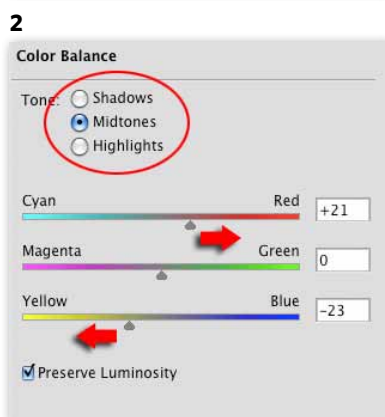 2
Color Balance
Tone: Shadows
Midtones
Highlights
Cyan Red +21
Magenta Green 0
Yellow Blue -23
Preserve Luminosity